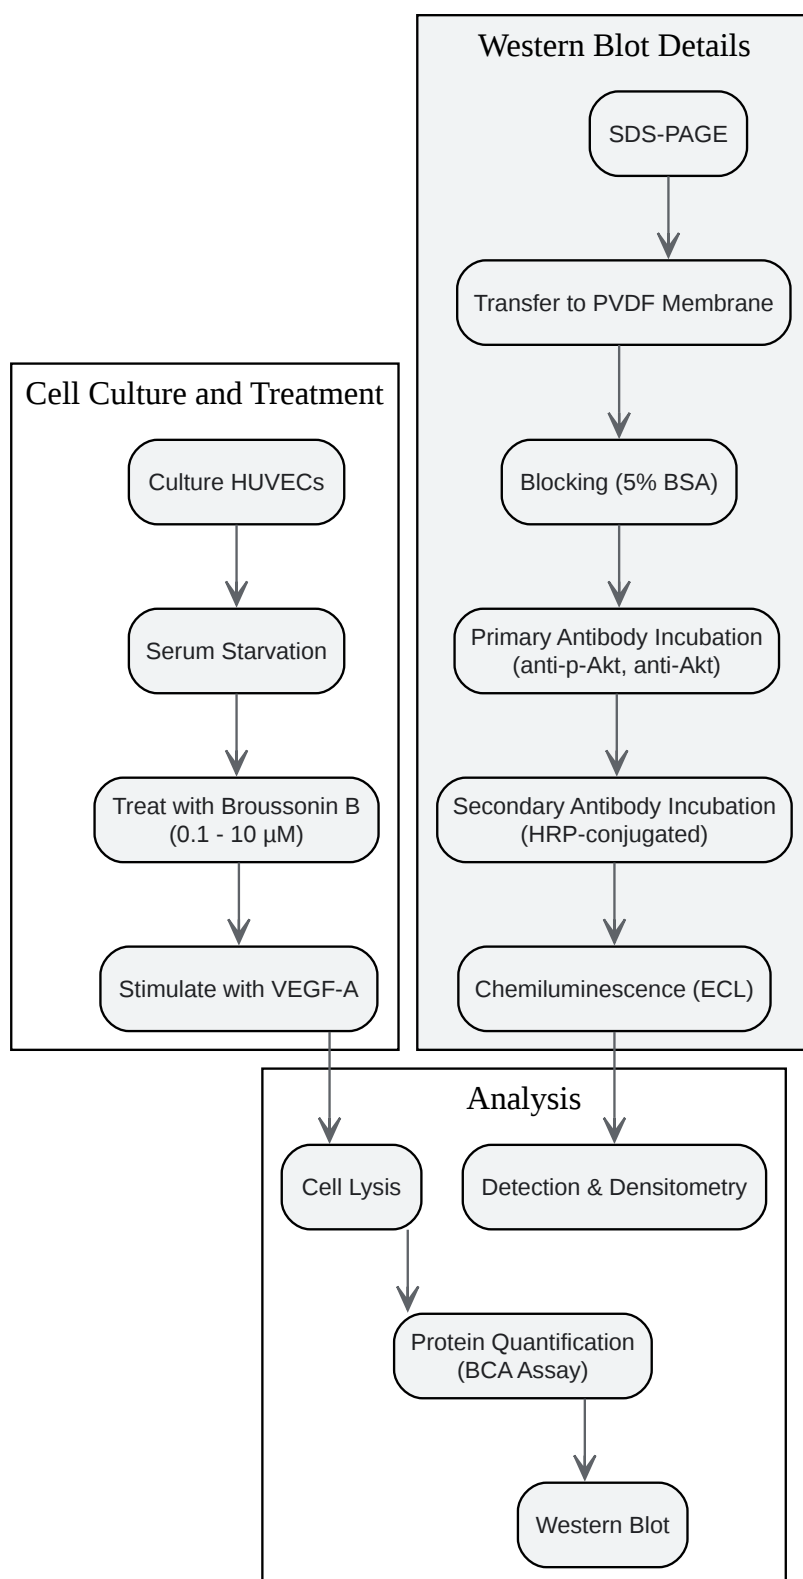 Western Blot Details
SDS-PAGE
Transfer to PVDF Membrane
Blocking (5% BSA)
Primary Antibody Incubation
(anti-p-Akt, anti-Akt)
Secondary Antibody Incubation
(HRP-conjugated)
Chemiluminescence (ECL)
Cell Culture and Treatment
Culture HUVECs
Serum Starvation
Treat with Broussonin B
(0.1 - 10 µM)
Stimulate with VEGF-A
Analysis
Cell Lysis
Detection & Densitometry
Protein Quantification
(BCA Assay)
Western Blot